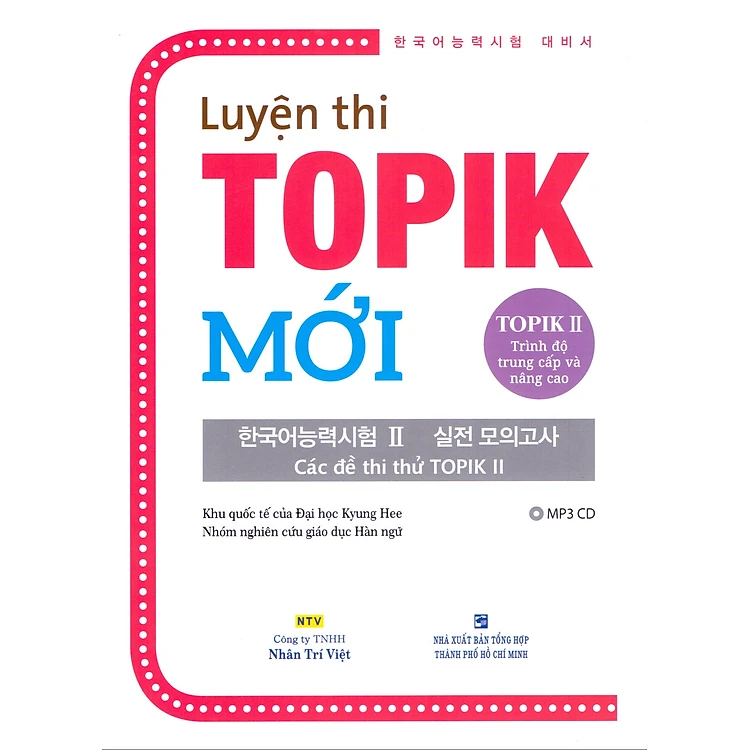 한국어능력시험 대비서
Luyện thi
TOPIK
MỚI
TOPIK II
Trình độ
trung cấp và
nâng cao
한국어능력시험 II 실전 모의고사
Các đề thi thử TOPIK II
Khu quốc tế của Đại học Kyung Hee
Nhóm nghiên cứu giáo dục Hàn ngữ
MP3 CD
NTV
Công ty TNHH
Nhân Trí Việt
NHÀ XUẤT BẢN TỔNG HỢP
THÀNH PHỐ HỒ CHÍ MINH